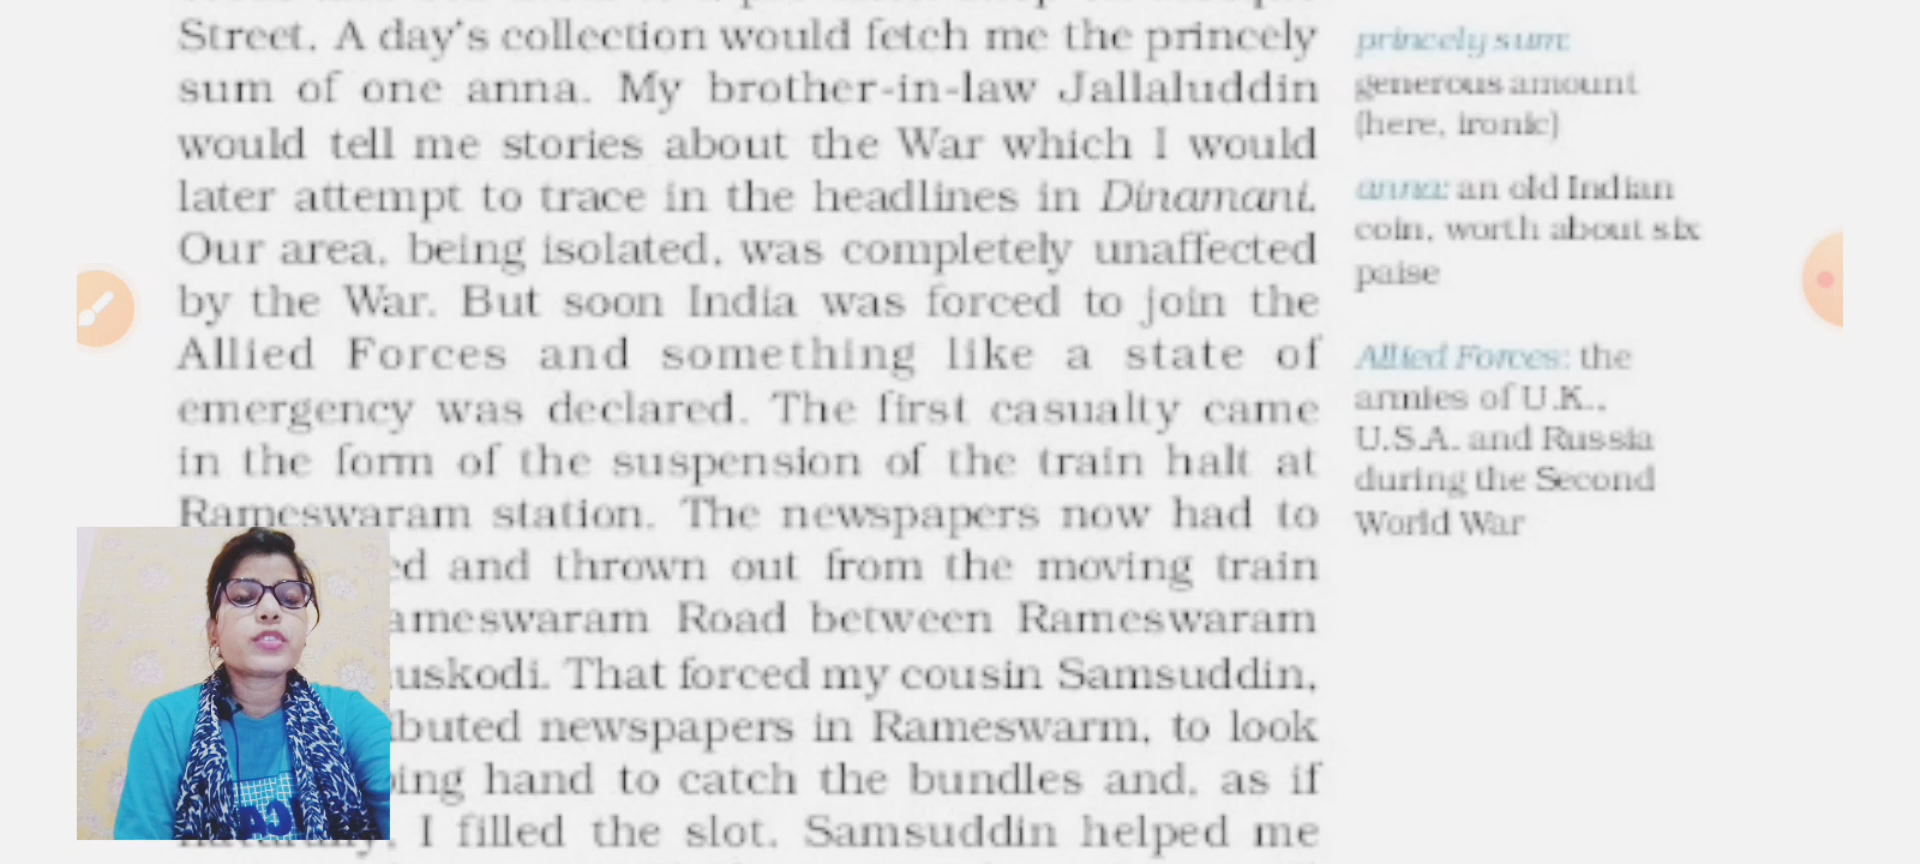 Street. A day's collection would fetch me the princely
sum of one anna. My brother-in-law Jallaluddin
would tell me stories about the War which I would
later attempt to trace in the headlines in Dinamani.
Our area, being isolated, was completely unaffected
by the War. But soon India was forced to join the
Allied Forces and something like a state of
emergency was declared. The first casualty came
in the form of the suspension of the train halt at
Rameswaram station. The newspapers now had to
ed and thrown out from the moving train
ameswaram Road between Rameswaram
uskodi. That forced my cousin Samsuddin,
buted newspapers in Rameswarm, to look
ing hand to catch the bundles and, as if
I filled the slot. Samsuddin helped me
princely sum:
generous amount
(here, ironic)
anna: an old Indian
coin, worth about six
paise
Allied Forces: the
armies of U.K.,
U.S.A. and Russia
during the Second
World War